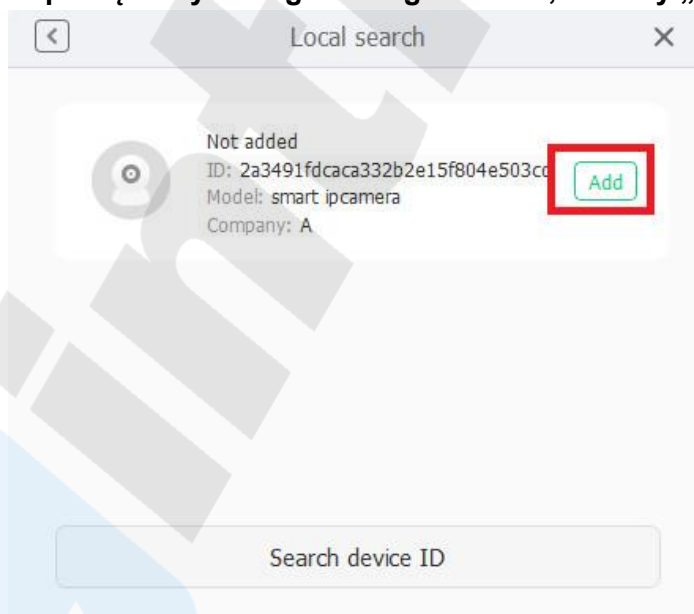 Local search
Not added
ID: 2a3491fdcaca332b2e15f804e503cc
Model: smart ipcamera
Company: A
Add
Search device ID